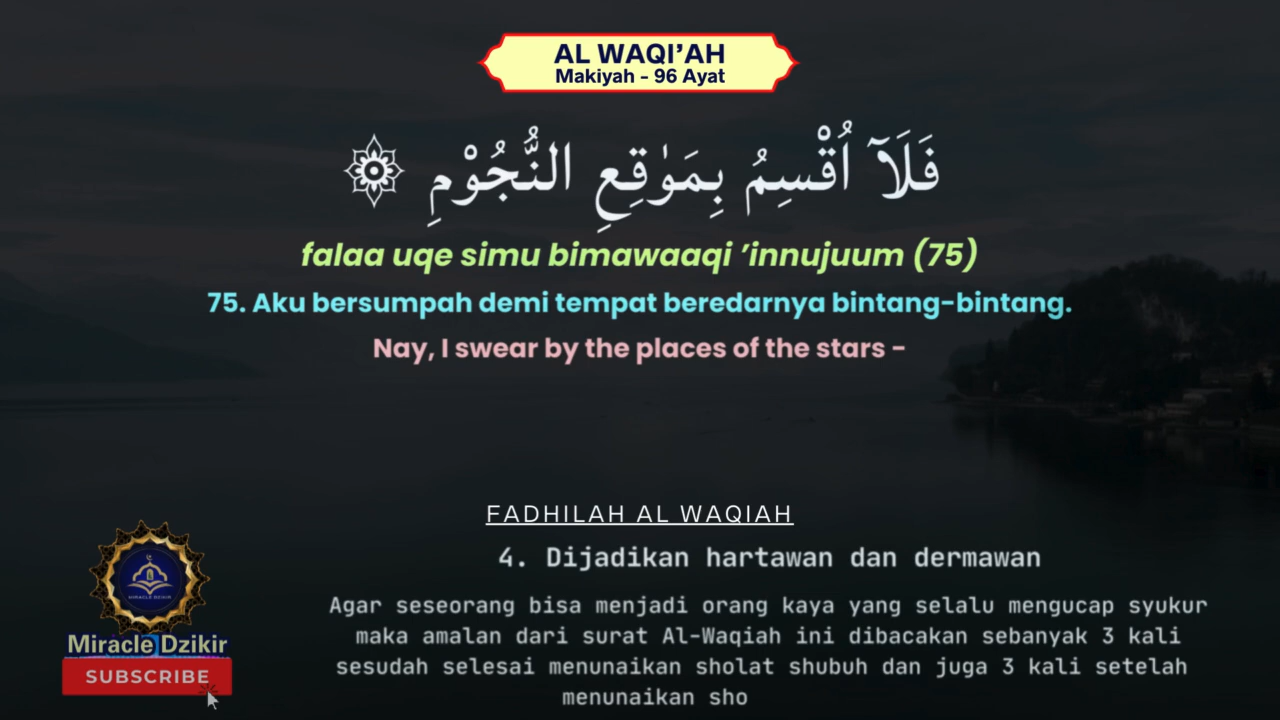 AL WAQI’AH
Makiyah - 96 Ayat
فَلَآ اُقْسِمُ بِمَوٰقِعِ النُّجُوْمِ ۞
falaa uqe simu bimawaaqi ’innujuum (75)
75. Aku bersumpah demi tempat beredarnya bintang-bintang.
Nay, I swear by the places of the stars -
FADHILAH AL WAQIAH
4. Dijadikan hartawan dan dermawan
Agar seseorang bisa menjadi orang kaya yang selalu mengucap syukur
maka amalan dari surat Al-Waqiah ini dibacakan sebanyak 3 kali
sesudah selesai menunaikan sholat shubuh dan juga 3 kali setelah
menunaikan sho
MIRACLE DZIKIR
Miracle Dzikir
SUBSCRIBE